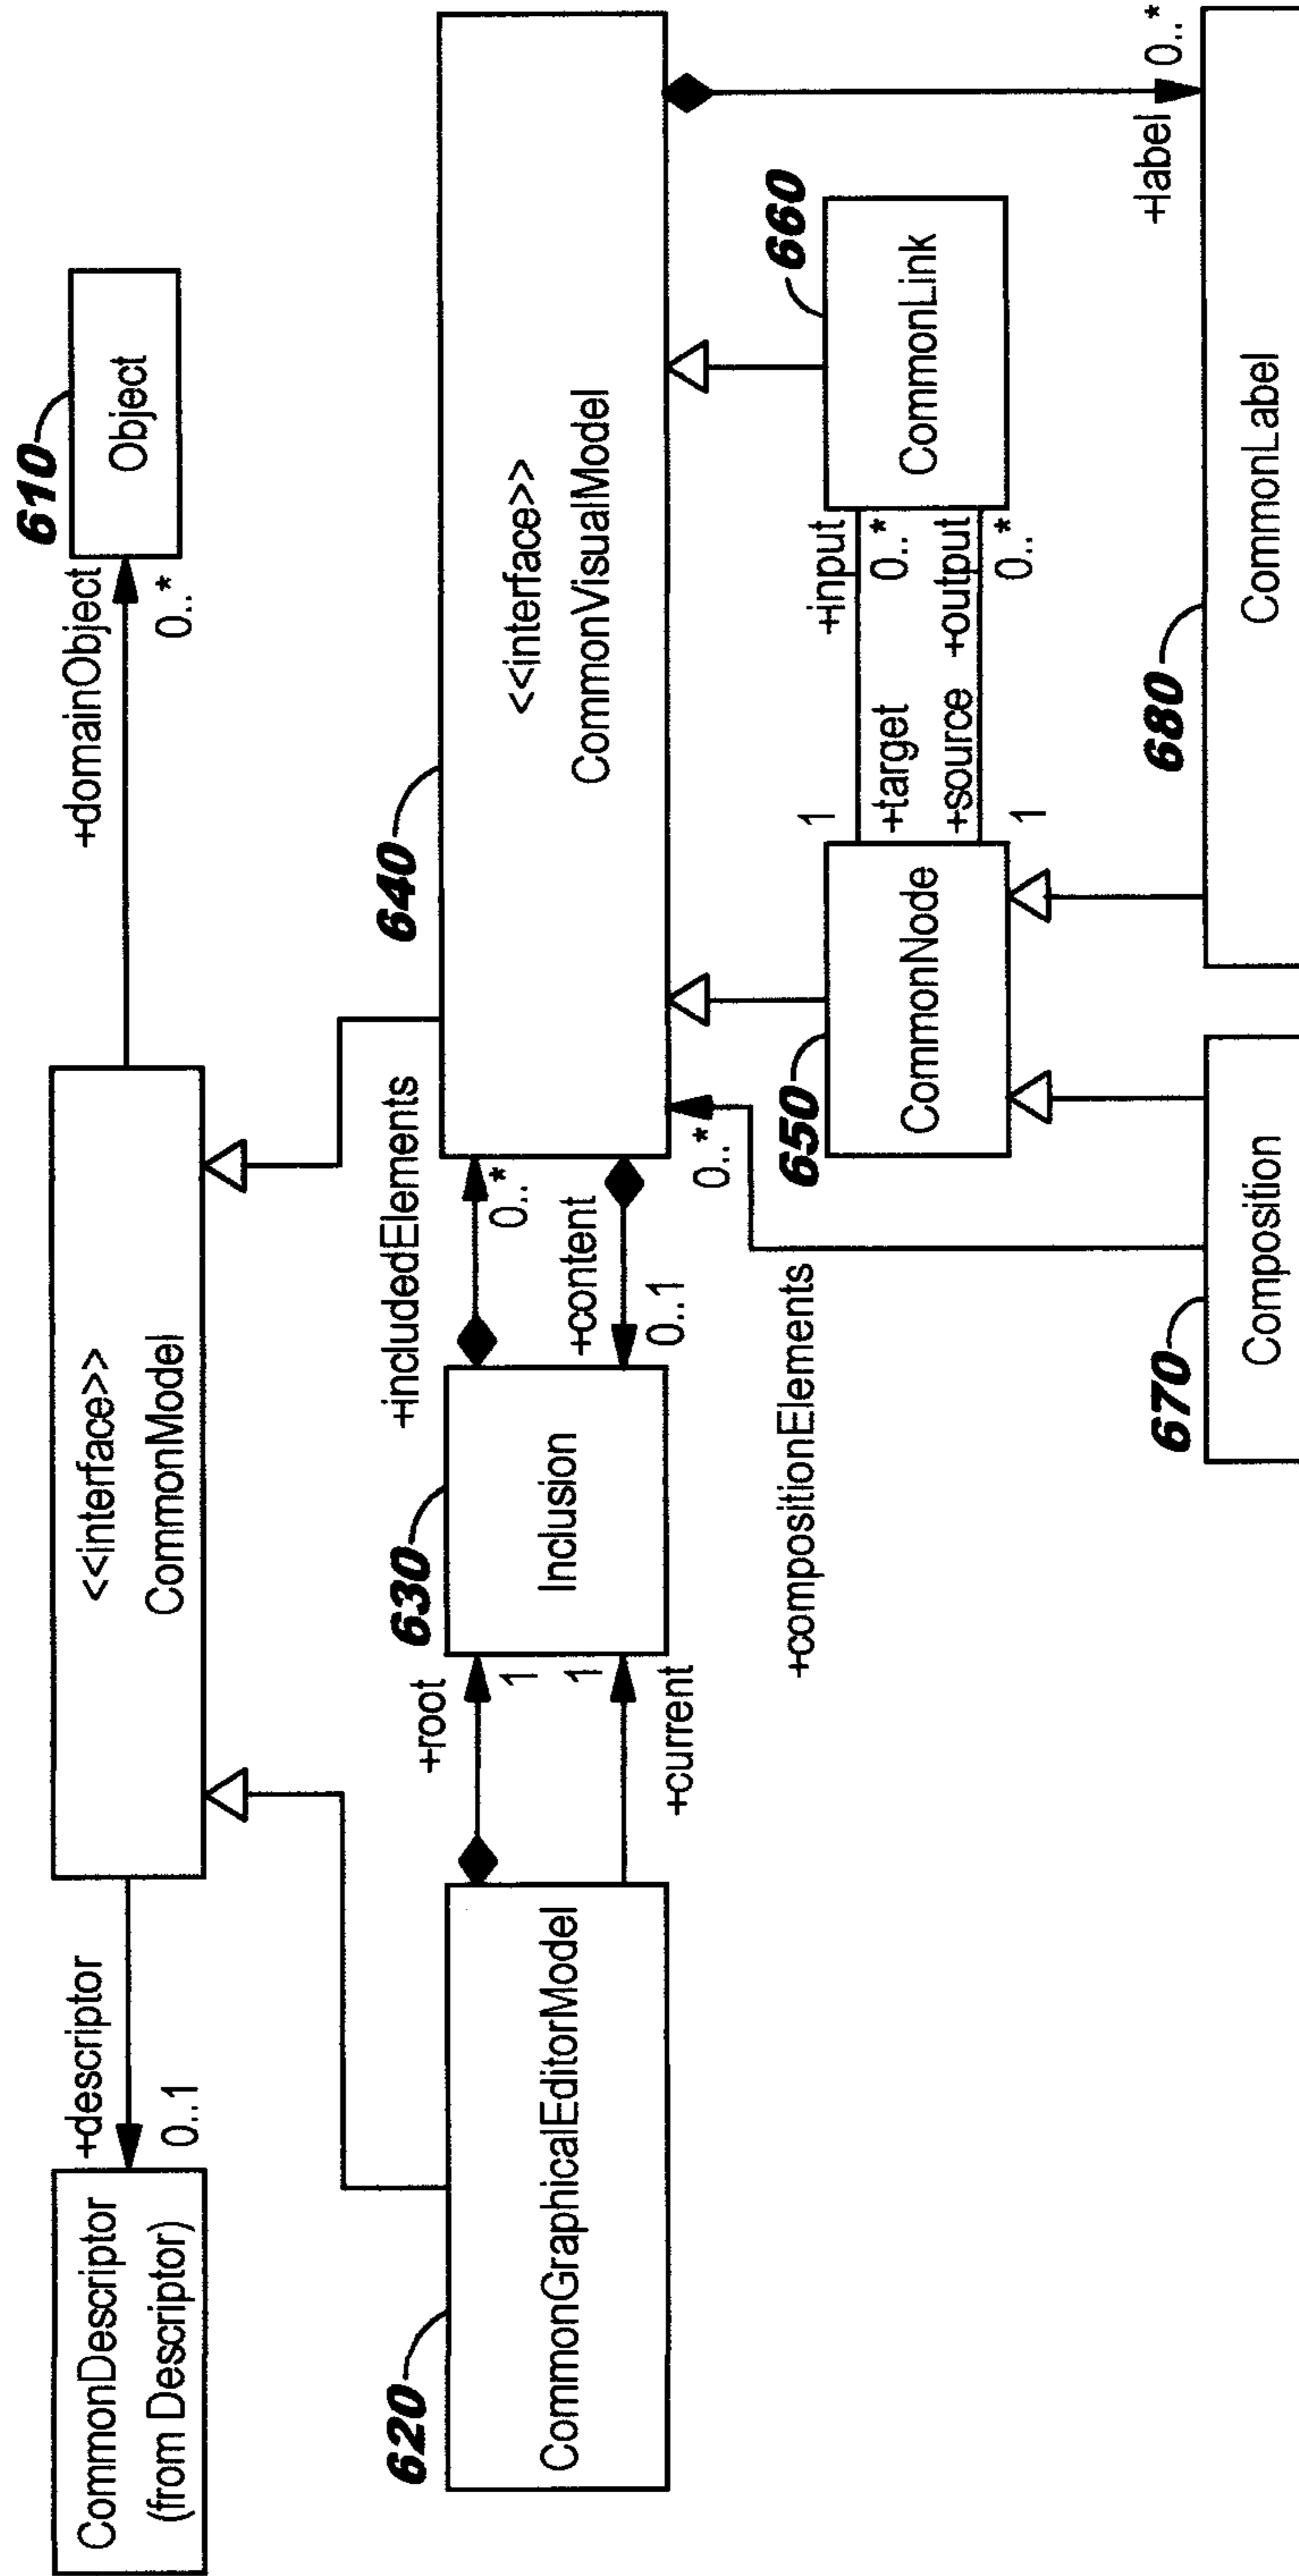 CommonDescriptor
(from Descriptor)
+descriptor
0..1
<<interface>>
CommonModel
+domainObject
0..*
610
Object
620
CommonGraphicalEditorModel
+root
1
1
+current
630
Inclusion
+includedElements
0..*
+content
0..1
640
<<interface>>
CommonVisualModel
+compositionElements
0..*
650
CommonNode
1
+target
+source
1
+input
0..*
+output
0..*
660
CommonLink
+label
0..*
670
Composition
680
CommonLabel